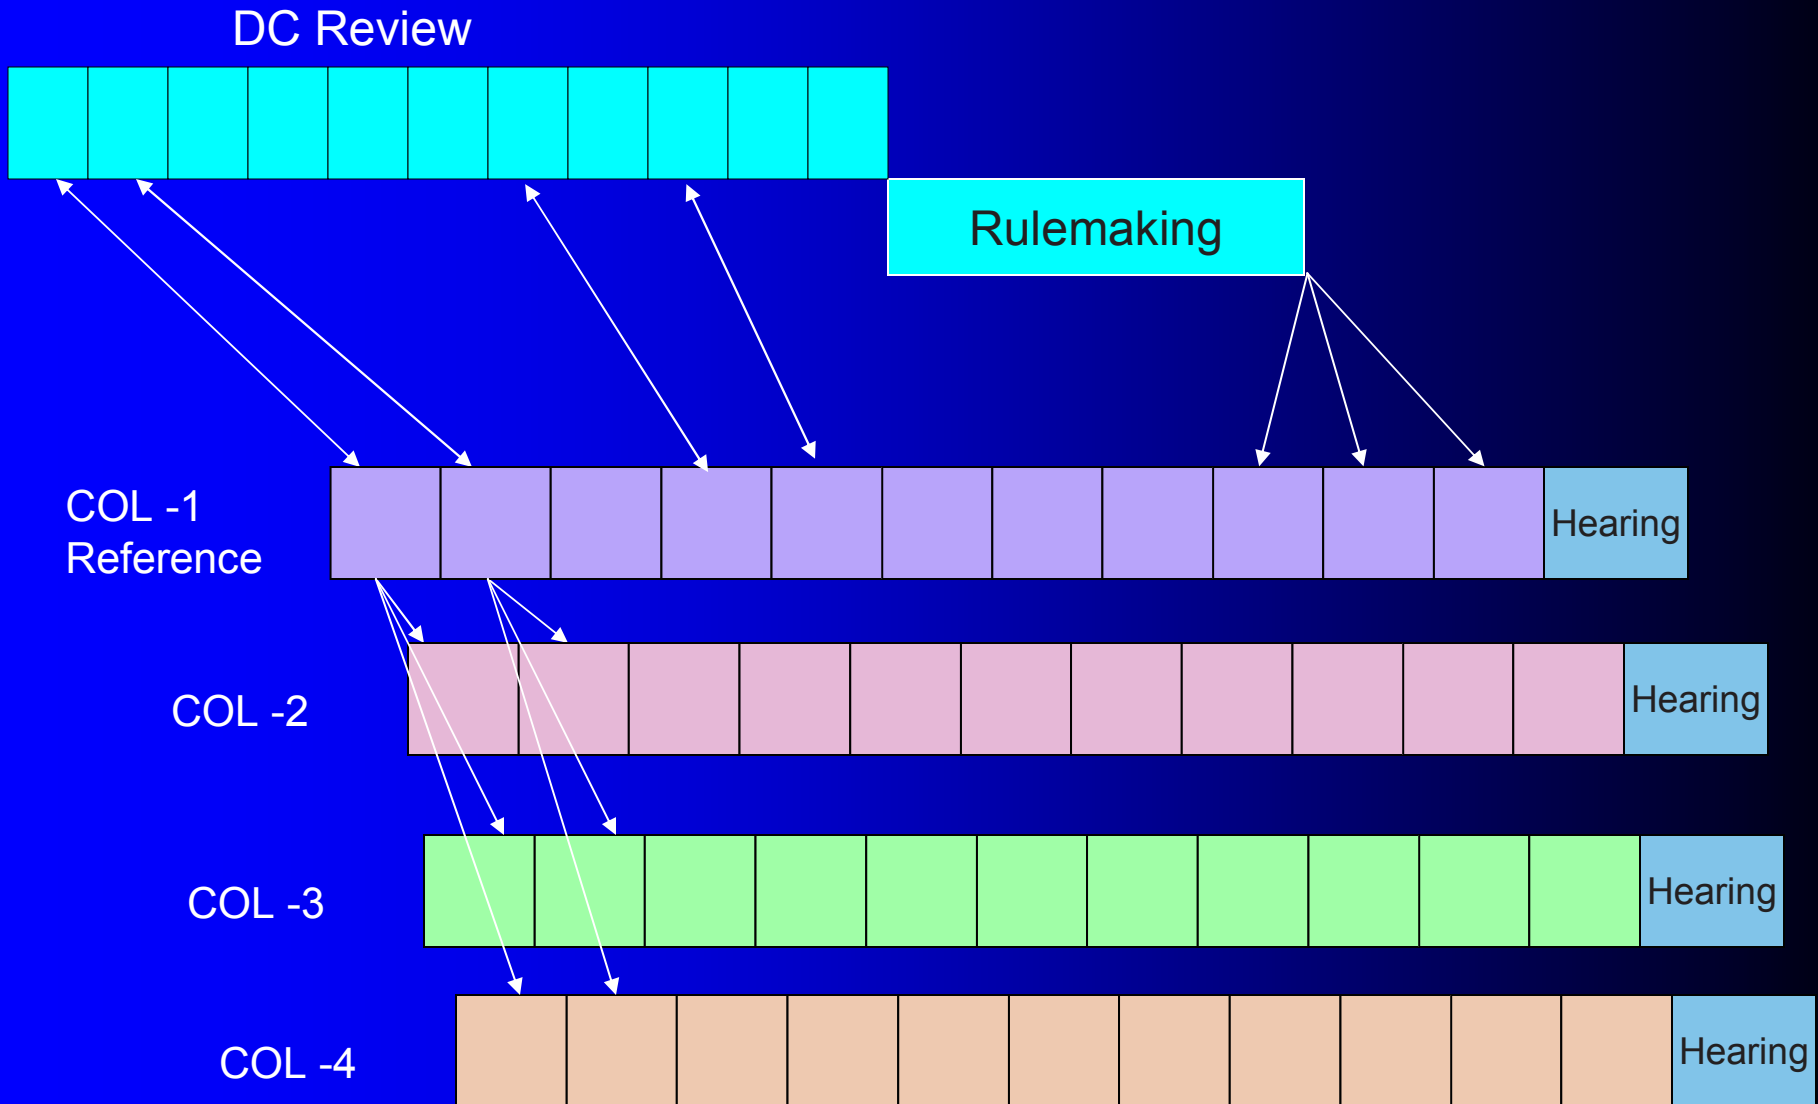 DC Review
Rulemaking
COL -1
Reference
Hearing
COL -2
Hearing
COL -3
Hearing
COL -4
Hearing